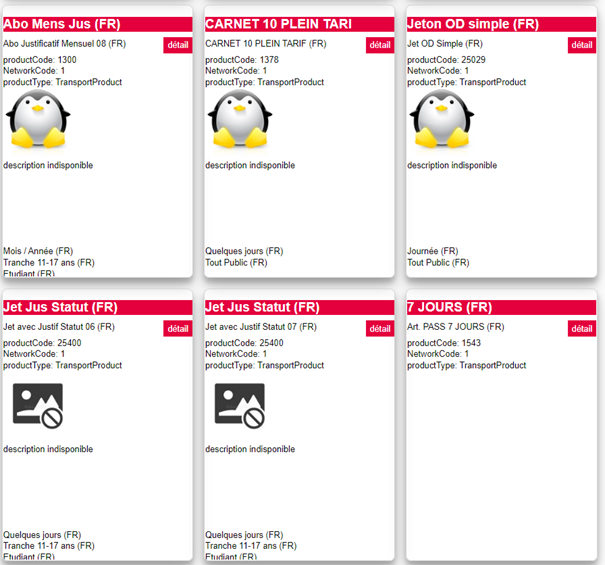 Abo Mens Jus (FR)
Abo Justificatif Mensuel 08 (FR)
détail
productCode: 1300
NetworkCode: 1
productType: TransportProduct
description indisponible
Mois / Année (FR)
Tranche 11-17 ans (FR)
Etudiant (FR)
CARNET 10 PLEIN TARI
CARNET 10 PLEIN TARIF (FR)
détail
productCode: 1378
NetworkCode: 1
productType: TransportProduct
description indisponible
Quelques jours (FR)
Tout Public (FR)
Jeton OD simple (FR)
Jet OD Simple (FR)
détail
productCode: 25029
NetworkCode: 1
productType: TransportProduct
description indisponible
Journée (FR)
Tout Public (FR)
Jet Jus Statut (FR)
Jet avec Justif Statut 06 (FR)
détail
productCode: 25400
NetworkCode: 1
productType: TransportProduct
description indisponible
Quelques jours (FR)
Tranche 11-17 ans (FR)
Etudiant (FR)
Jet Jus Statut (FR)
Jet avec Justif Statut 07 (FR)
détail
productCode: 25400
NetworkCode: 1
productType: TransportProduct
description indisponible
Quelques jours (FR)
Tranche 11-17 ans (FR)
Etudiant (FR)
7 JOURS (FR)
Art. PASS 7 JOURS (FR)
détail
productCode: 1543
NetworkCode: 1
productType: TransportProduct